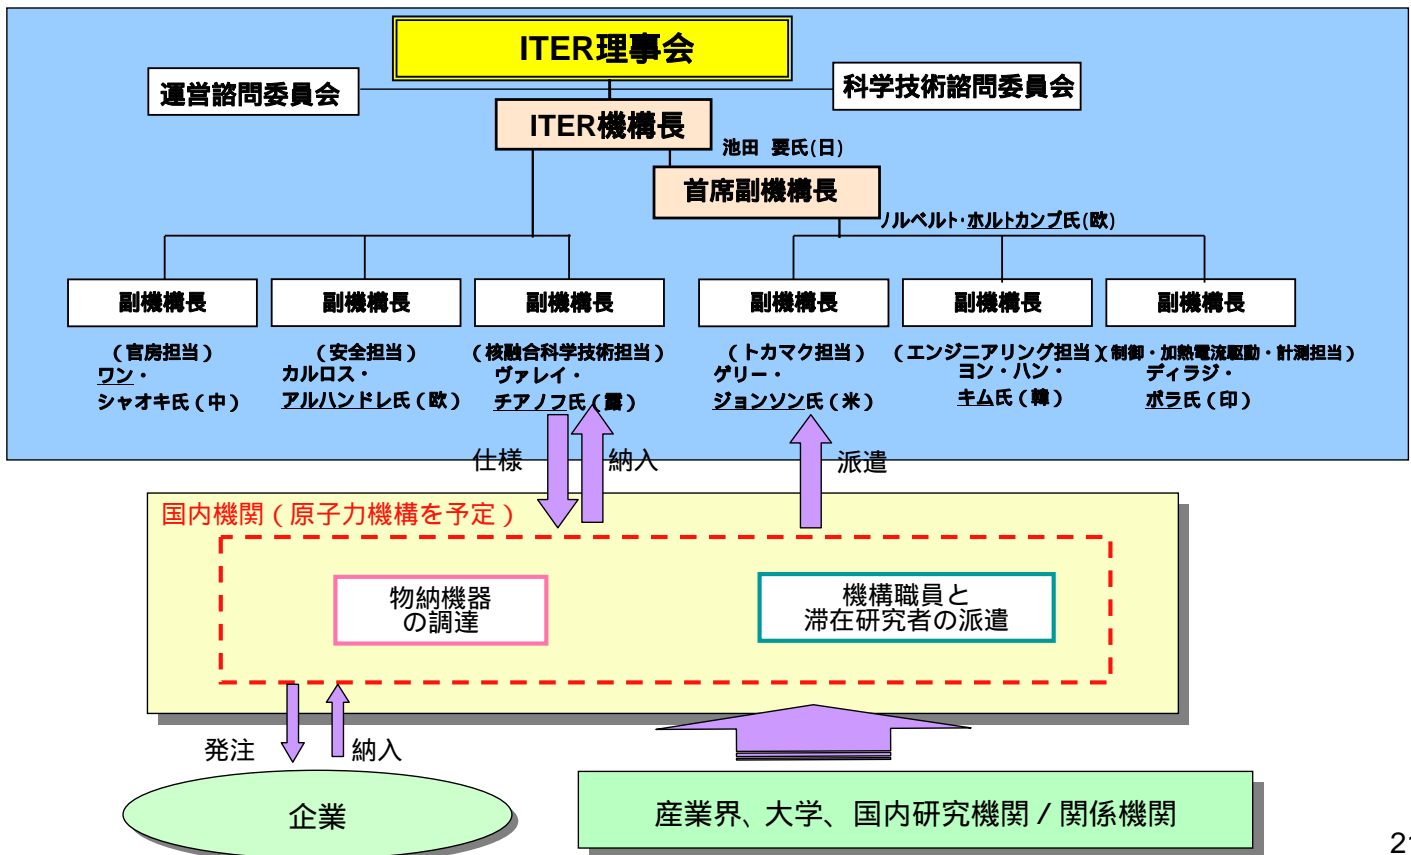 ITER理事会
運営諮問委員会
科学技術諮問委員会
ITER機構長
池田 要氏(日)
首席副機構長
ノルベルト・ホルトカンプ氏(欧)
副機構長
(官房担当)
ワン・
シャオキ氏(中)
副機構長
(安全担当)
カルロス・
アルハンドレ氏(欧)
副機構長
(核融合科学技術担当)
ヴァレイ・
チアノフ氏(露)
副機構長
(トカマク担当)
ゲリー・
ジョンソン氏(米)
副機構長
(エンジニアリング担当)
ヨン・ハン・
キム氏(韓)
副機構長
(制御・加熱電流駆動・計測担当)
ディラジ・
ボラ氏(印)
仕様
納入
派遣
国内機関(原子力機構を予定)
物納機器
の調達
機構職員と
滞在研究者の派遣
発注
納入
企業
産業界、大学、国内研究機関/関係機関